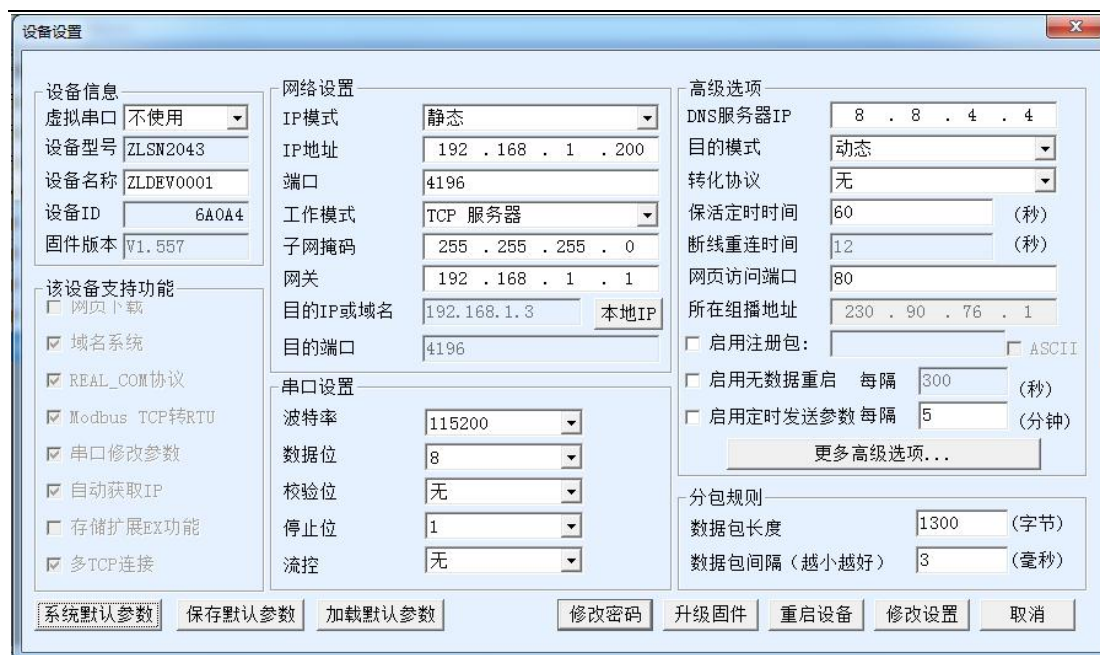 设备设置
设备信息
虚拟串口 不使用
设备型号 ZLSN2043
设备名称 ZLDEV0001
设备ID 6A0A4
固件版本 V1.557
该设备支持功能
网页下载
域名系统
REAL_COM协议
Modbus TCP转RTU
串口修改参数
自动获取IP
存储扩展EX功能
多TCP连接
网络设置
IP模式 静态
IP地址 192 . 168 . 1 . 200
端口 4196
工作模式 TCP 服务器
子网掩码 255 . 255 . 255 . 0
网关 192 . 168 . 1 . 1
目的IP或域名 192.168.1.3 本地IP
目的端口 4196
串口设置
波特率 115200
数据位 8
校验位 无
停止位 1
流控 无
高级选项
DNS服务器IP 8 . 8 . 4 . 4
目的模式 动态
转化协议 无
保活定时时间 60 (秒)
断线重连时间 12 (秒)
网页访问端口 80
所在组播地址 230 . 90 . 76 . 1
启用注册包: ASCII
启用无数据重启 每隔 300 (秒)
启用定时发送参数 每隔 5 (分钟)
更多高级选项...
分包规则
数据包长度 1300 (字节)
数据包间隔（越小越好） 3 (毫秒)
系统默认参数 保存默认参数 加载默认参数 修改密码 升级固件 重启设备 修改设置 取消